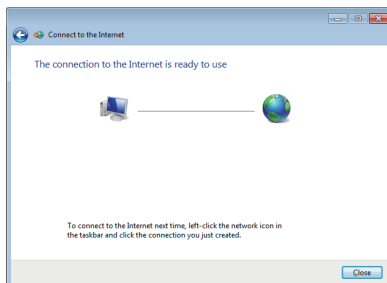 Connect to the Internet
The connection to the Internet is ready to use
To connect to the Internet next time, left-click the network icon in
the taskbar and click the connection you just created.
Close